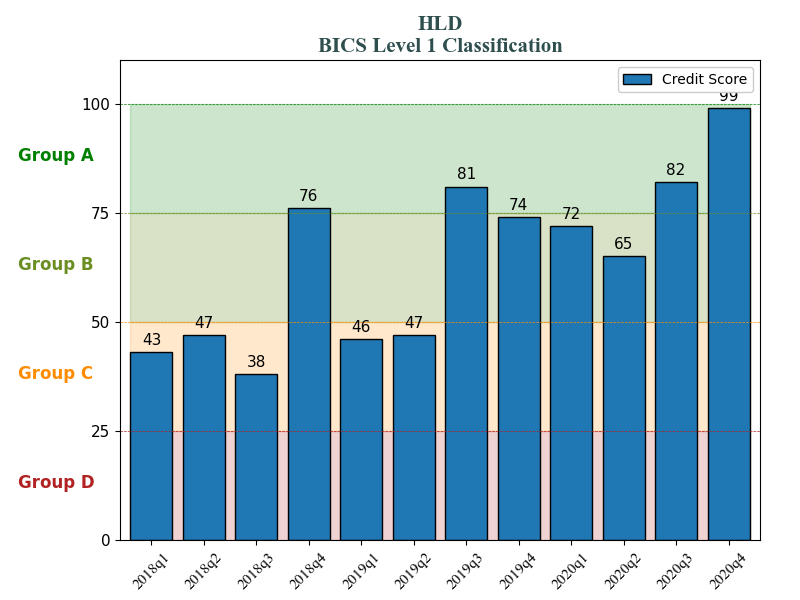 HLD
BICS Level 1 Classification
Credit Score
100
75
50
25
0
Group A
Group B
Group C
Group D
43
47
38
76
46
47
81
74
72
65
82
99
2018q1
2018q2
2018q3
2018q4
2019q1
2019q2
2019q3
2019q4
2020q1
2020q2
2020q3
2020q4